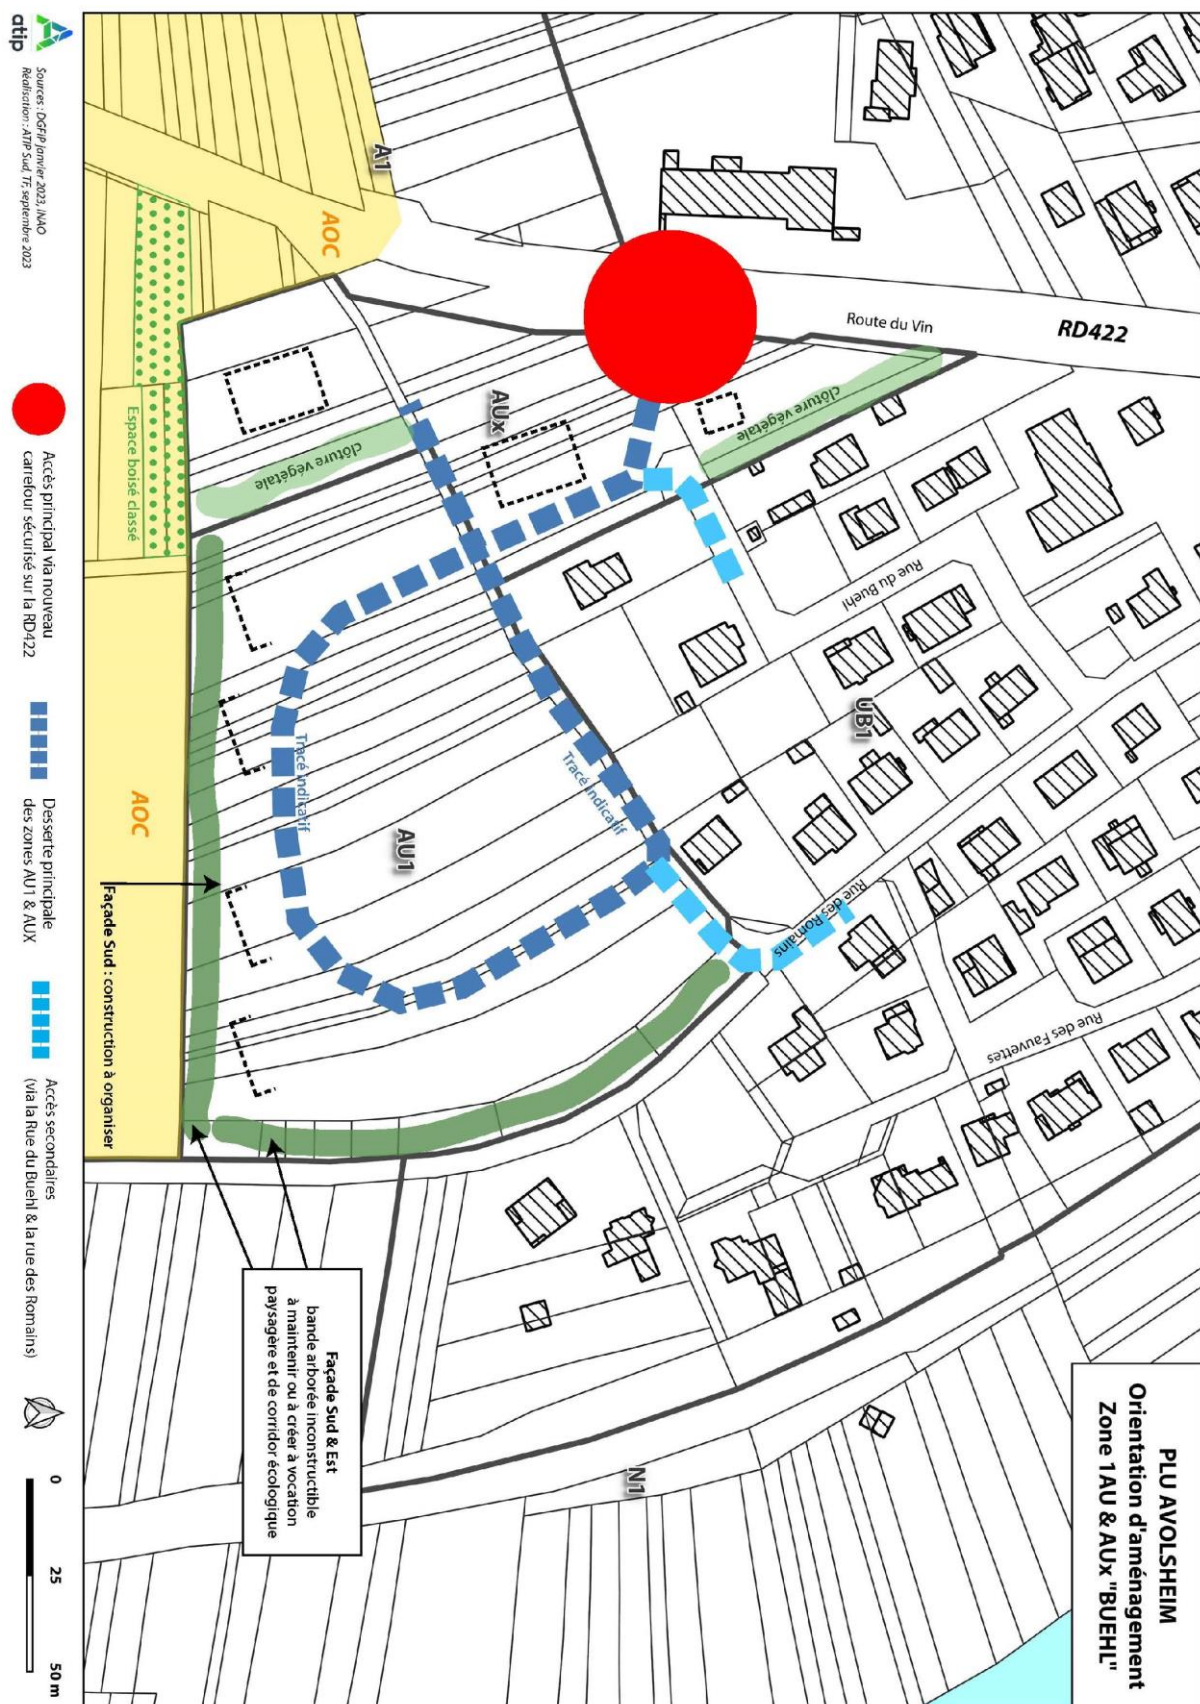 PLU AVOLSHEIM
Orientation d'aménagement
Zone 1AU & AUx "BUEHL"
RD422
Route du Vin
clôture végétale
Rue du Buehl
UB1
Rue des Romains
Rue des Fauvettes
A1
AOC
AUx
clôture végétale
Espace boisé classé
Tracé indicatif
Tracé indicatif
AU1
AOC
Façade Sud : construction à organiser
Façade Sud & Est
bande arborée inconstructible
à maintenir ou à créer à vocation
paysagère et de corridor écologique
N1
atip
Sources : DGFIP janvier 2023, INAO
Réalisation : ATIP Sud, TF, septembre 2023
Accès principal via nouveau
carrefour sécurisé sur la RD422
Desserte principale
des zones AU1 & AUX
Accès secondaires
(via la Rue du Buehl & la rue des Romains)
0 25 50 m